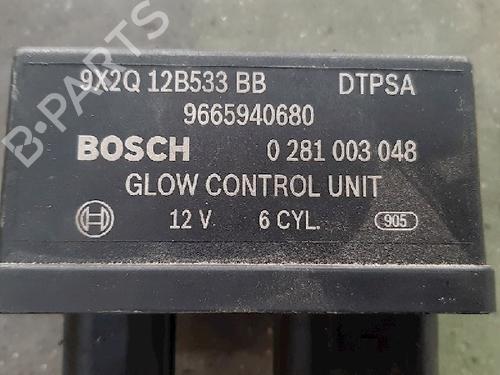 9X2Q 12B533 BB DTPSA
9665940680
BOSCH 0 281 003 048
GLOW CONTROL UNIT
12 V 6 CYL. 905
B-PARTS